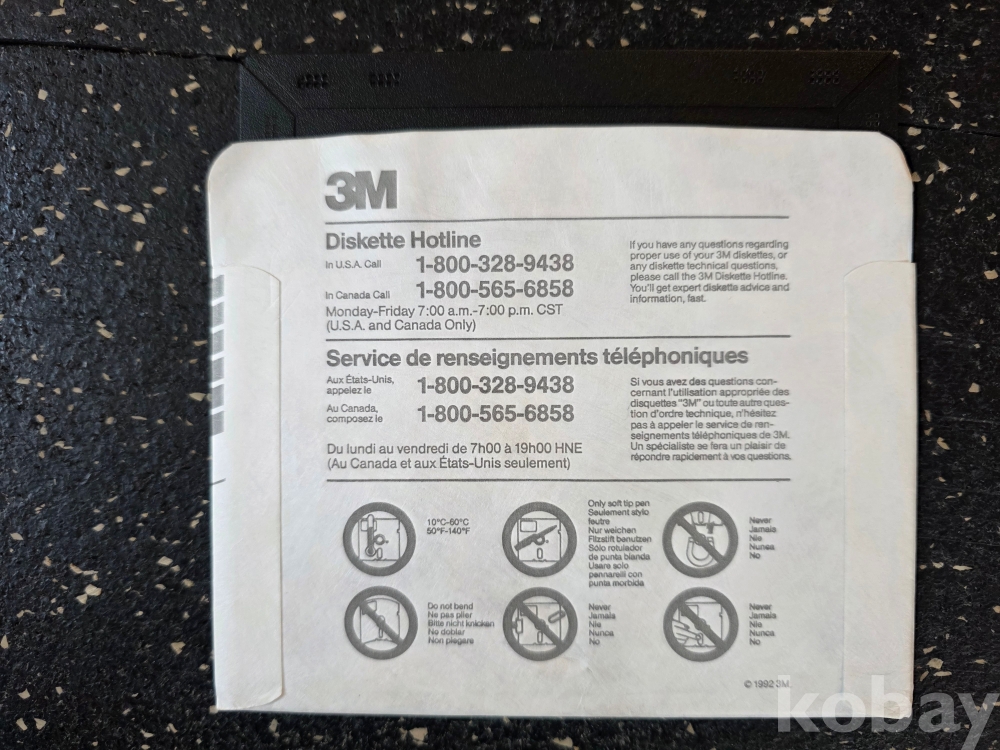 3M
Diskette Hotline
In U.S.A. Call 1-800-328-9438
In Canada Call 1-800-565-6858
Monday-Friday 7:00 a.m.-7:00 p.m. CST
(U.S.A. and Canada Only)
If you have any questions regarding
proper use of your 3M diskettes, or
any diskette technical questions,
please call the 3M Diskette Hotline.
You'll get expert diskette advice and
information, fast.
Service de renseignements téléphoniques
Aux États-Unis,
appelez le 1-800-328-9438
Au Canada,
composez le 1-800-565-6858
Du lundi au vendredi de 7h00 à 19h00 HNE
(Au Canada et aux États-Unis seulement)
Si vous avez des questions con-
cernant l'utilisation appropriée des
disquettes "3M" ou toute autre ques-
tion d'ordre technique, n'hésitez
pas à appeler le service de ren-
seignements téléphoniques de 3M.
Un spécialiste se fera un plaisir de
répondre rapidement à vos questions.
10°C-60°C
50°F-140°F
Only soft tip pen
Seulement stylo
feutre
Nur weichen
Filzstift benutzen
Sólo rotulador
de punta blanda
Usare solo
pennarelli con
punta morbida
Never
Jamais
Nie
Nunca
No
Do not bend
Ne pas plier
Bitte nicht knicken
No doblar
Non piegare
Never
Jamais
Nie
Nunca
No
Never
Jamais
Nie
Nunca
No
© 1992 3M
kobay